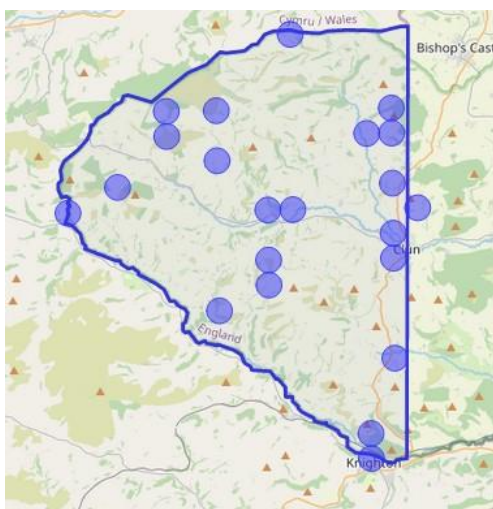 Cymru / Wales
Bishop's Cast
Clun
England
Knighton